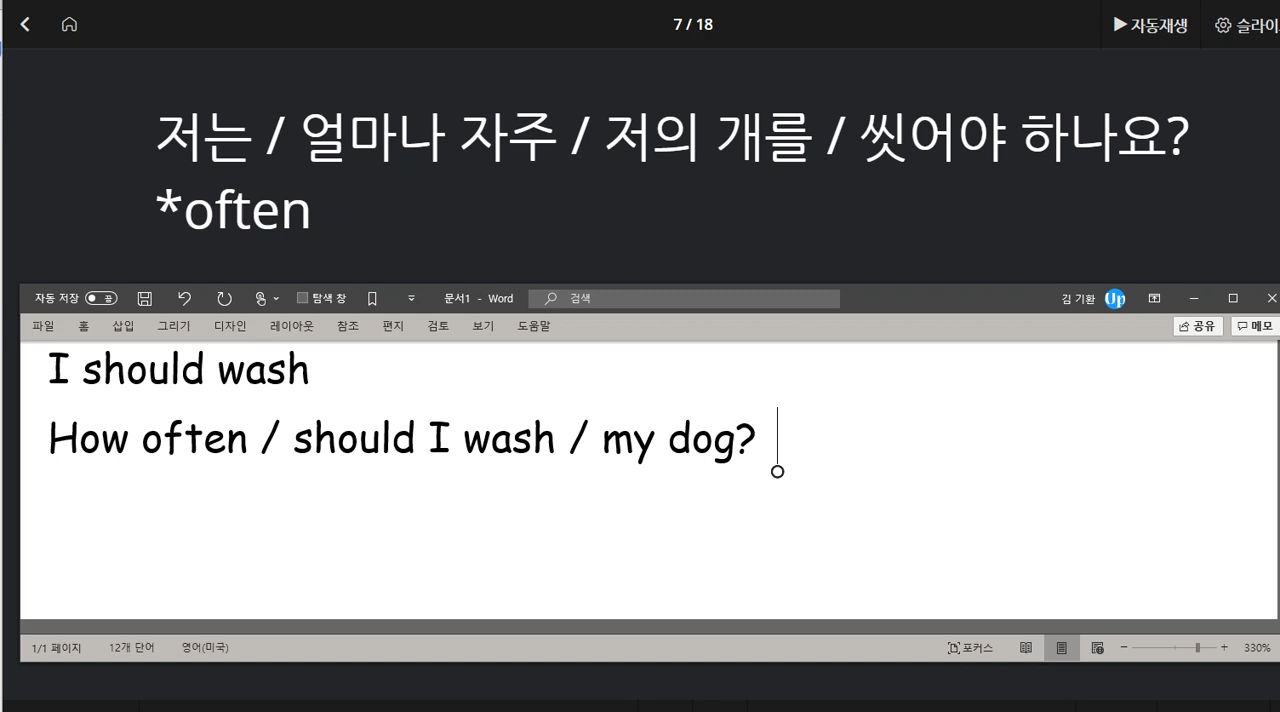 7 / 18
▶ 자동재생
슬라이
저는 / 얼마나 자주 / 저의 개를 / 씻어야 하나요?
*often
자동 저장 끔 탐색 창 문서1 - Word 검색 김 기환 Up
파일 홈 삽입 그리기 디자인 레이아웃 참조 편지 검토 보기 도움말 공유 메모
I should wash
How often / should I wash / my dog?
1/1 페이지 12개 단어 영어(미국) 포커스 - + 330%